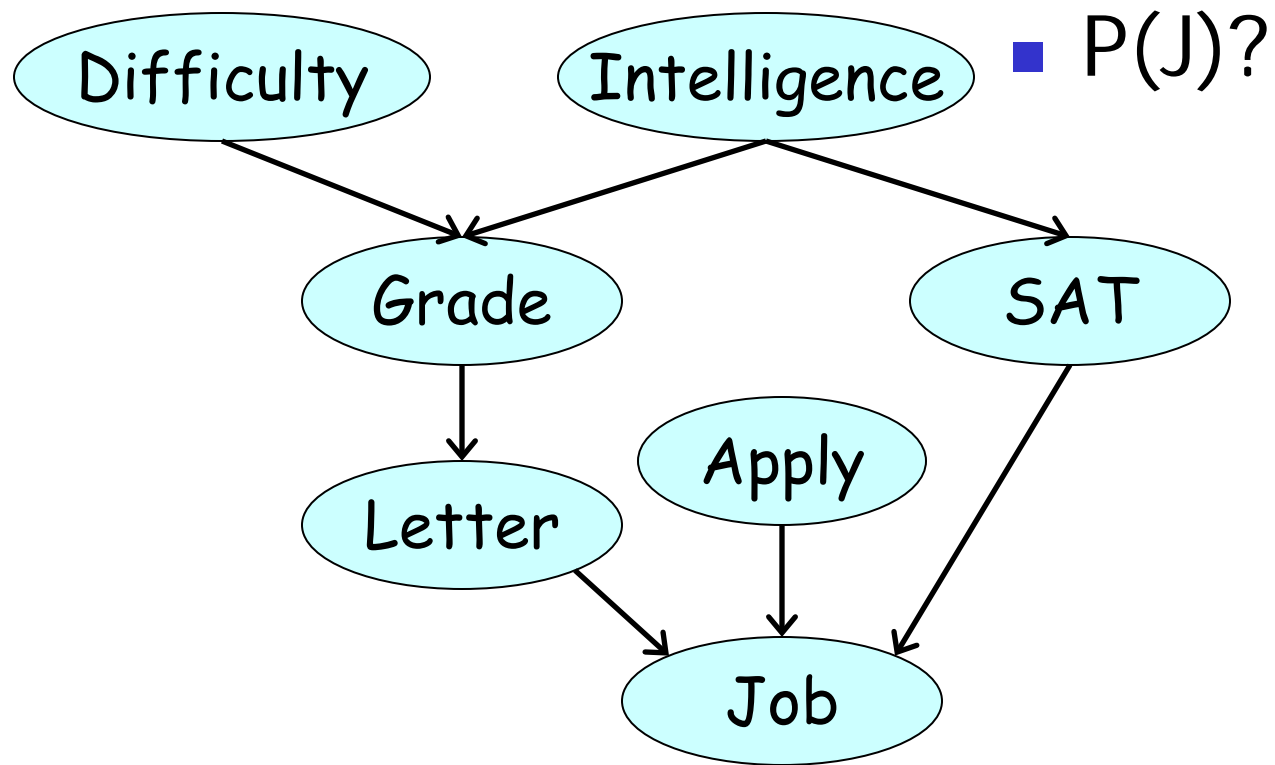 Difficulty
Intelligence
P(J)?
Grade
SAT
Apply
Letter
Job